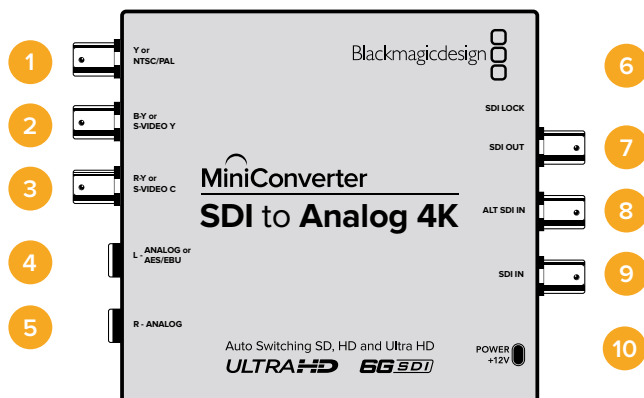 1
Y or
NTSC/PAL
2
B-Y or
S-VIDEO Y
3
R-Y or
S-VIDEO C
4
L - ANALOG or
AES/EBU
5
R - ANALOG
Blackmagicdesign
MiniConverter
SDI to Analog 4K
Auto Switching SD, HD and Ultra HD
ULTRA HD 6G SDI
6
SDI LOCK
7
SDI OUT
8
ALT SDI IN
9
SDI IN
10
POWER
+12V